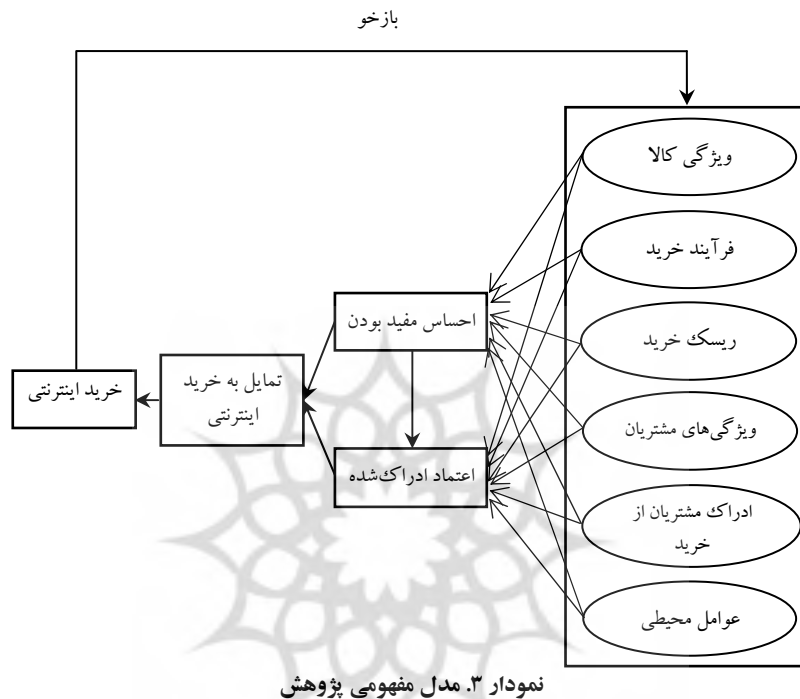 بازخو
ویژگی کالا
فرآیند خرید
ریسک خرید
ویژگی‌های مشتریان
ادراک مشتریان از
خرید
عوامل محیطی
احساس مفید بودن
اعتماد ادراک‌شده
تمایل به خرید
اینترنتی
خرید اینترنتی
نمودار ۳. مدل مفهومی پژوهش